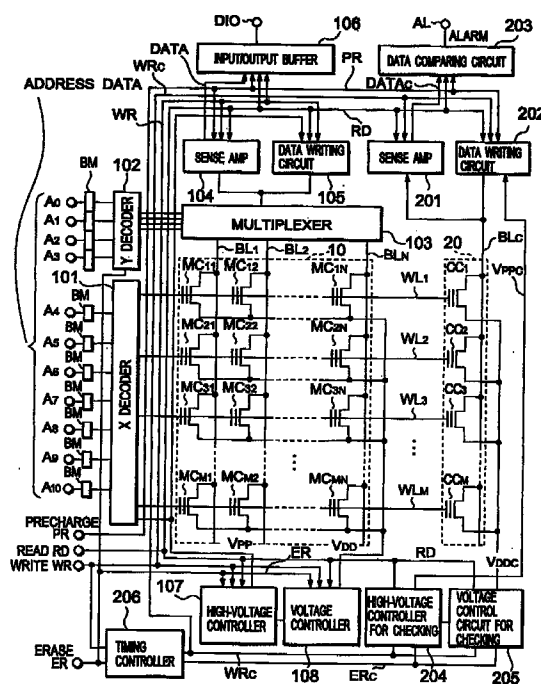 DIO 106 AL 203
DATA ALARM
WRC INPUT/OUTPUT BUFFER PR DATA COMPARING CIRCUIT
ADDRESS DATA DATAC
WR RD 202
BM 102
SENSE AMP DATA WRITING CIRCUIT SENSE AMP DATA WRITING CIRCUIT
104 105 201
A0
A1
A2
A3
Y DECODER
MULTIPLEXER
103
BLC
101 BL1 BL2 10 BLN 20 VPPC
BM MC11 MC12 MC1N WL1 CC1
A4
BM MC21 MC22 MC2N WL2 CC2
A5
BM
A6
BM MC31 MC32 MC3N WL3 CC3
A7
BM
A8
BM
A9
BM MCM1 MCM2 MCMN WLM CCM
A10
X DECODER
PRECHARGE
PR VPP ER VDD RD VDDC
READ RD
WRITE WR
107 HIGH-VOLTAGE CONTROLLER
VOLTAGE CONTROLLER
HIGH-VOLTAGE CONTROLLER FOR CHECKING
VOLTAGE CONTROL CIRCUIT FOR CHECKING
206
ERASE
ER
TIMING CONTROLLER
WRC 108 ERC 204 205